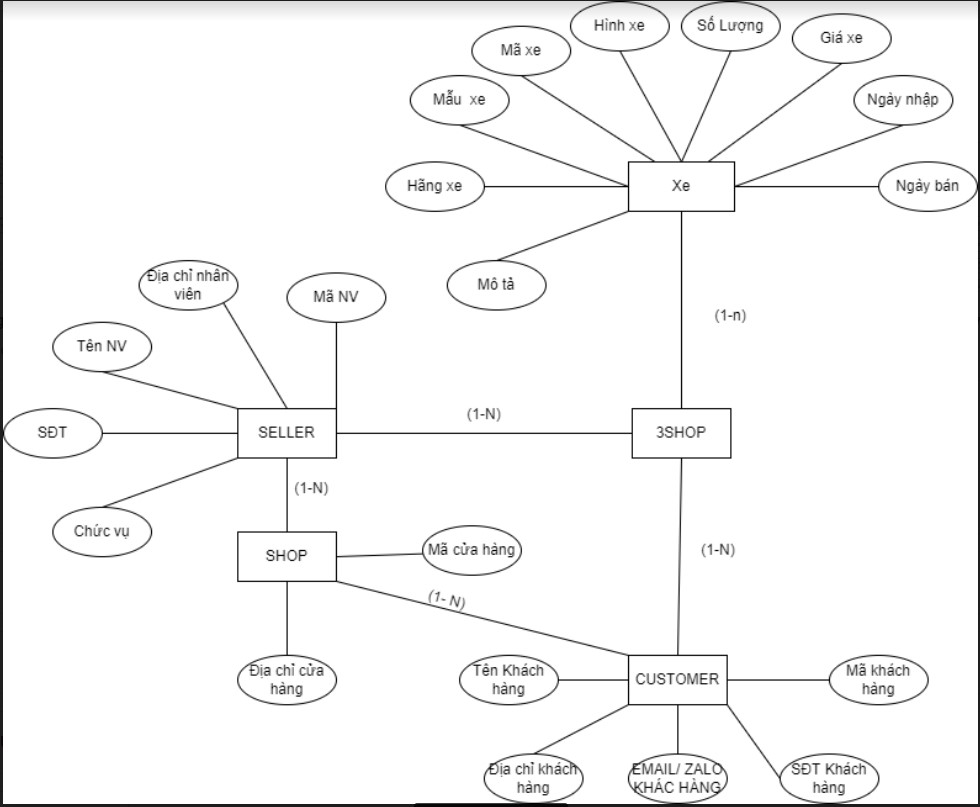 Hình xe
Số Lượng
Giá xe
Mã xe
Mẫu xe
Ngày nhập
Hãng xe
Xe
Ngày bán
Mô tả
Địa chỉ nhân
viên
Mã NV
(1-n)
Tên NV
SĐT
SELLER
(1-N)
3SHOP
(1-N)
Chức vụ
SHOP
Mã cửa hàng
(1-N)
(1- N)
Địa chỉ cửa
hàng
Tên Khách
hàng
CUSTOMER
Mã khách
hàng
Địa chỉ khách
hàng
EMAIL/ ZALO
KHÁC HÀNG
SĐT Khách
hàng